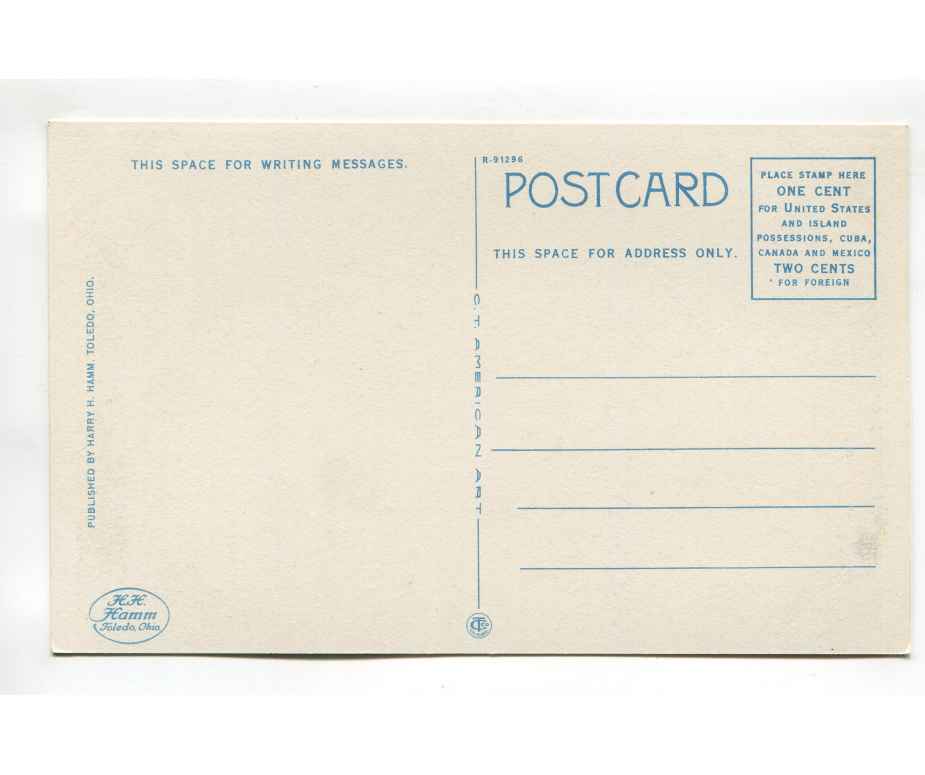 THIS SPACE FOR WRITING MESSAGES.
R-91296
POSTCARD
THIS SPACE FOR ADDRESS ONLY.
PLACE STAMP HERE
ONE CENT
FOR UNITED STATES
AND ISLAND
POSSESSIONS, CUBA,
CANADA AND MEXICO
TWO CENTS
FOR FOREIGN
PUBLISHED BY HARRY H. HAMM, TOLEDO, OHIO.
C.T. AMERICAN ART
H.H.
Hamm
Toledo, Ohio